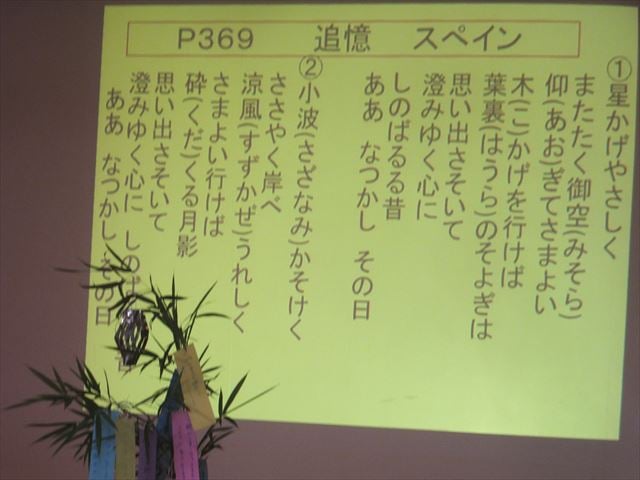 P369 追憶 スペイン
①星かげやさしく
またたく御空(みそら)
仰(あお)ぎてさまよい
木(こ)かげを行けば
葉裏(はうら)のそよぎは
思い出さそいて
澄みゆく心に
しのばるる昔
ああ なつかし その日
②小波(さざなみ)かそけく
ささやく岸べ
涼風(すずかぜ)うれしく
さまよい行けば
砕(くだ)くる月影
思い出さそいて
澄みゆく心に しのば
ああ なつかし その日